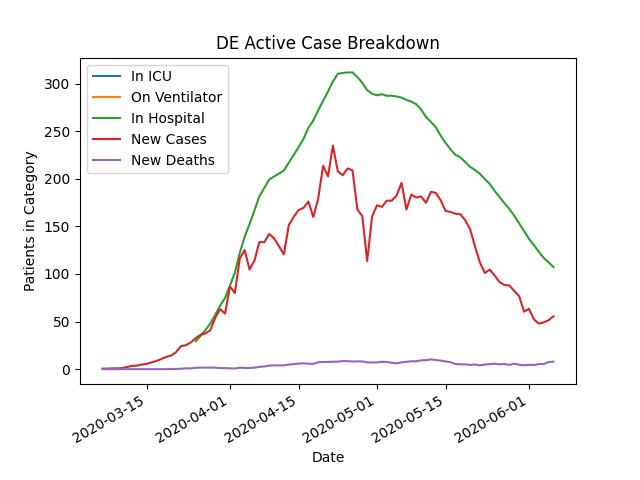 DE Active Case Breakdown
In ICU
On Ventilator
In Hospital
New Cases
New Deaths
Patients in Category
300
250
200
150
100
50
0
2020-03-15
2020-04-01
2020-04-15
2020-05-01
2020-05-15
2020-06-01
Date